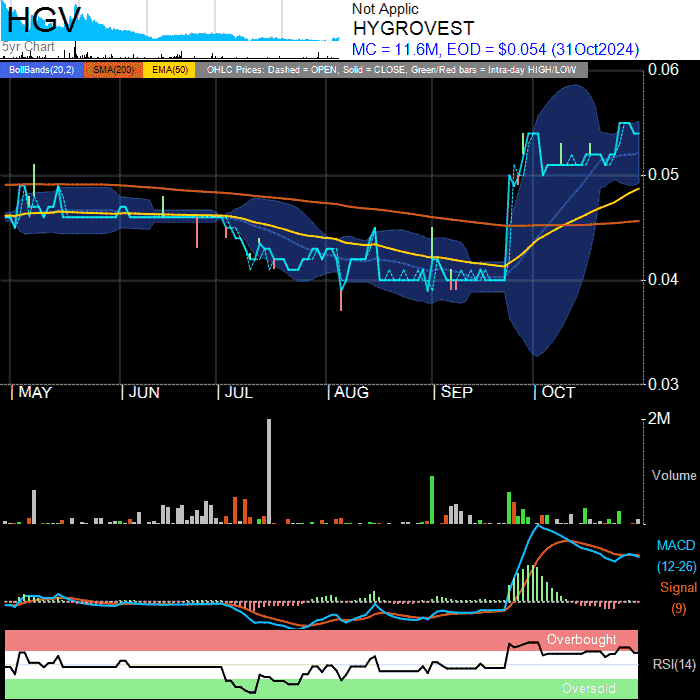 HGV
5yr Chart
Not Applic
HYGROVEST
MC = 11.6M, EOD = $0.054 (31Oct2024)
BollBands(20,2) SMA(200) EMA(50) OHLC Prices: Dashed = OPEN, Solid = CLOSE, Green/Red bars = Intra-day HIGH/LOW
0.06
0.05
0.04
0.03
MAY JUN JUL AUG SEP OCT
2M
Volume
MACD
(12-26)
Signal
(9)
Overbought
RSI(14)
Oversold